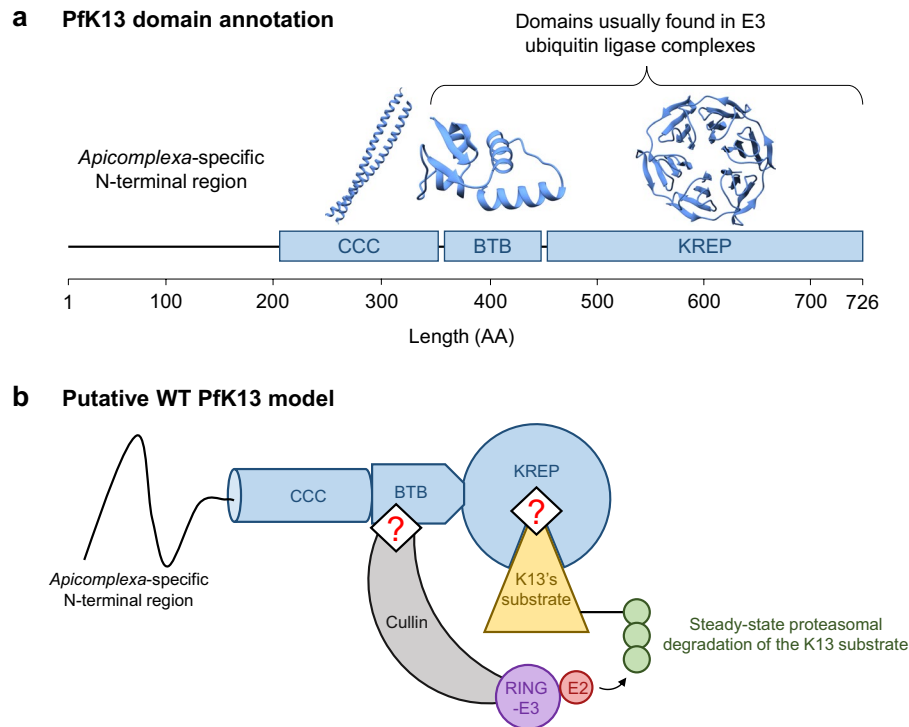 a PfK13 domain annotation
Domains usually found in E3
ubiquitin ligase complexes
Apicomplexa-specific
N-terminal region
CCC BTB KREP
1 100 200 300 400 500 600 700 726
Length (AA)
b Putative WT PfK13 model
CCC
BTB
KREP
?
?
Apicomplexa-specific
N-terminal region
K13's
substrate
Cullin
Steady-state proteasomal
degradation of the K13 substrate
RING
-E3
E2